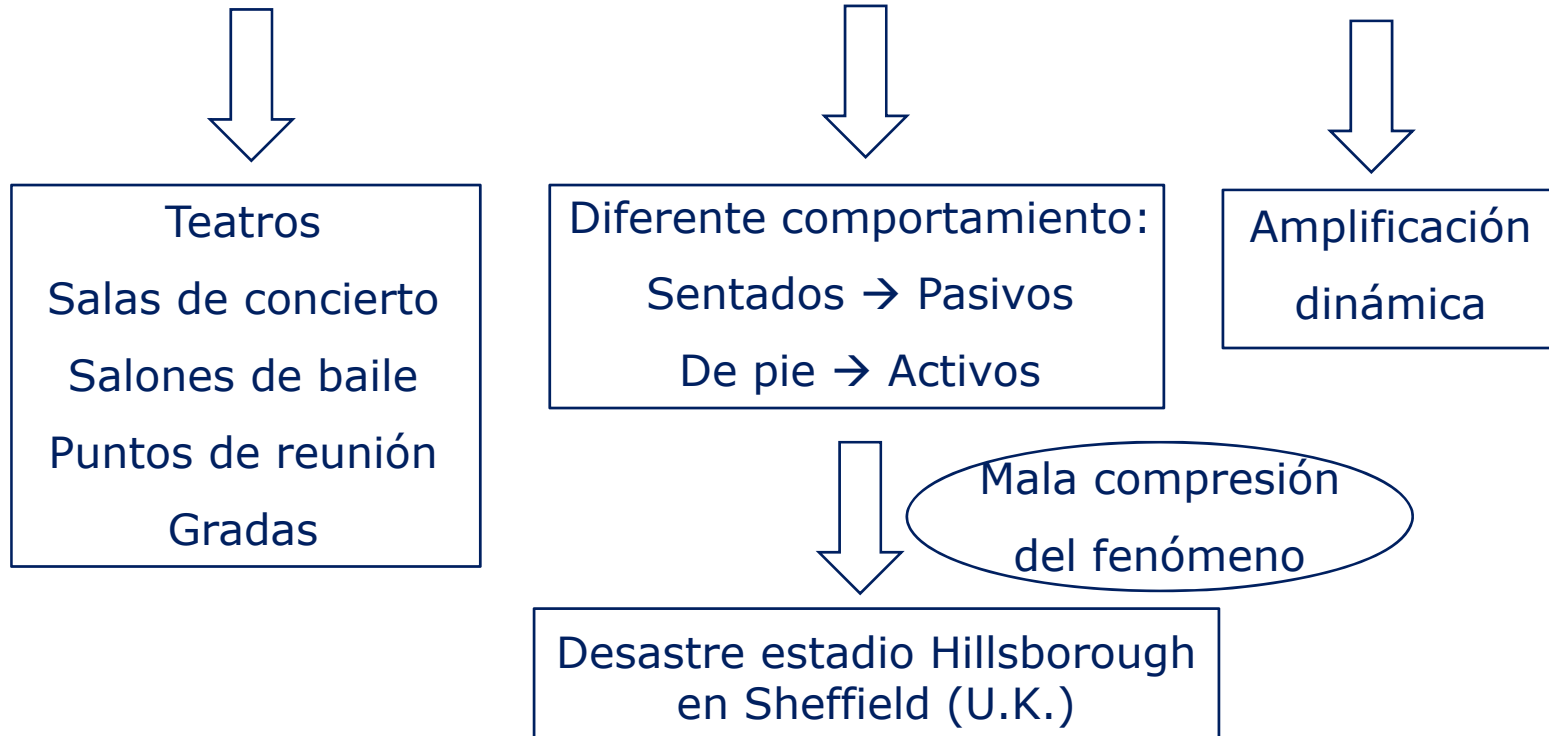 Teatros
Salas de concierto
Salones de baile
Puntos de reunión
Gradas
Diferente comportamiento:
Sentados → Pasivos
De pie → Activos
Amplificación
dinámica
Mala compresión
del fenómeno
Desastre estadio Hillsborough
en Sheffield (U.K.)